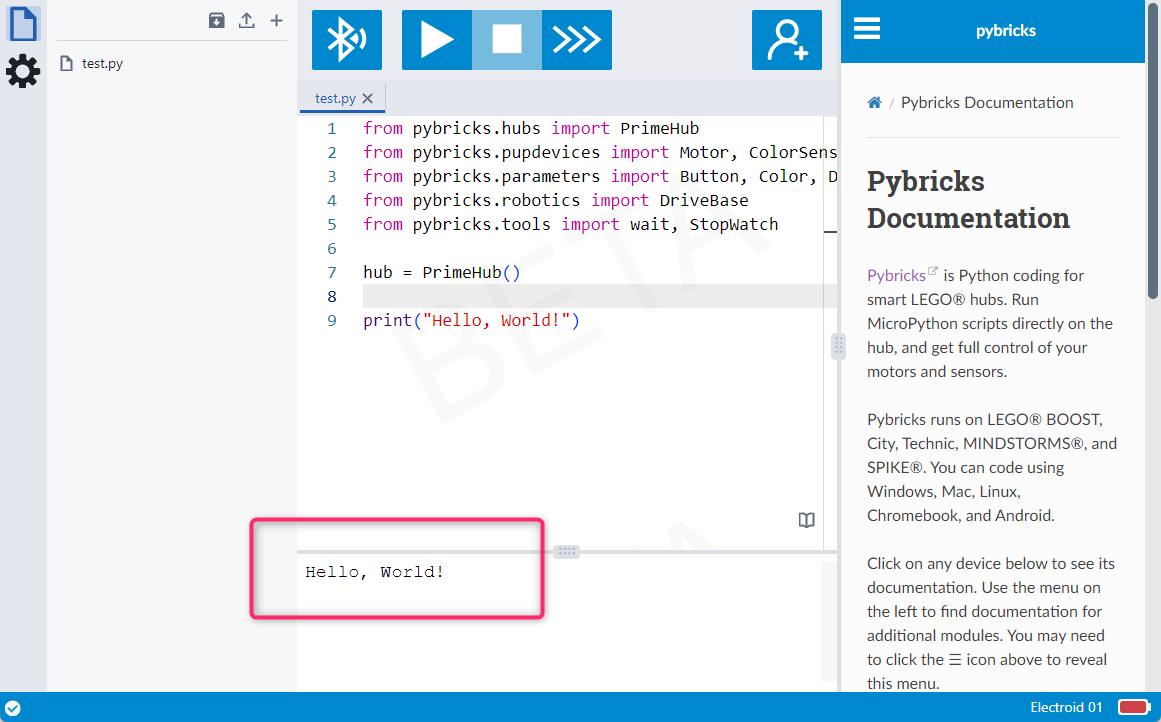 test.py
test.py
1 from pybricks.hubs import PrimeHub
2 from pybricks.pupdevices import Motor, ColorSens
3 from pybricks.parameters import Button, Color, D
4 from pybricks.robotics import DriveBase
5 from pybricks.tools import wait, StopWatch
6
7 hub = PrimeHub()
8
9 print("Hello, World!")
BETA
BETA
Hello, World!
pybricks
/ Pybricks Documentation
Pybricks
Documentation
Pybricks is Python coding for
smart LEGO® hubs. Run
MicroPython scripts directly on the
hub, and get full control of your
motors and sensors.
Pybricks runs on LEGO® BOOST,
City, Technic, MINDSTORMS®, and
SPIKE®. You can code using
Windows, Mac, Linux,
Chromebook, and Android.
Click on any device below to see its
documentation. Use the menu on
the left to find documentation for
additional modules. You may need
to click the ☰ icon above to reveal
this menu.
Electroid 01